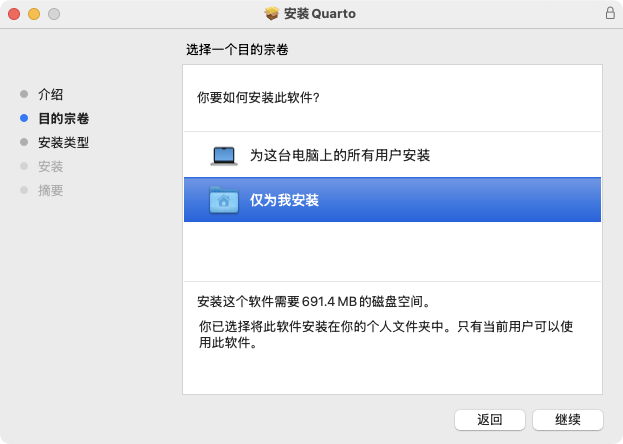 安装 Quarto
选择一个目的宗卷
介绍
目的宗卷
安装类型
安装
摘要
你要如何安装此软件?
为这台电脑上的所有用户安装
仅为我安装
安装这个软件需要 691.4 MB 的磁盘空间。
你已选择将此软件安装在你的个人文件夹中。只有当前用户可以使
用此软件。
返回
继续